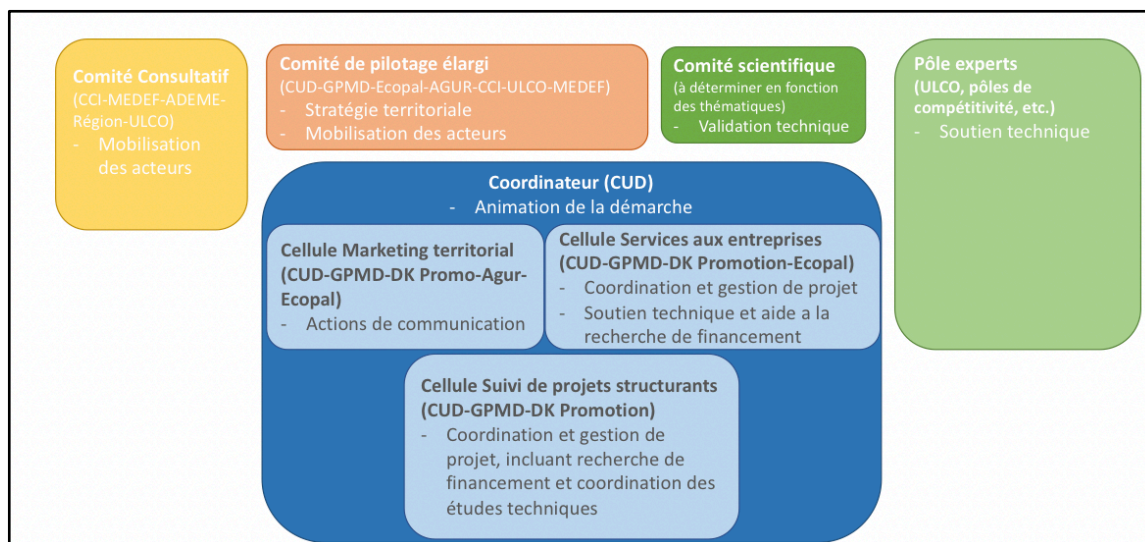 Comité Consultatif
(CCI-MEDEF-ADEME-
Région-ULCO)
- Mobilisation
des acteurs
Comité de pilotage élargi
(CUD-GPMD-Ecopal-AGUR-CCI-ULCO-MEDEF)
- Stratégie territoriale
- Mobilisation des acteurs
Comité scientifique
(à déterminer en fonction
des thématiques)
- Validation technique
Pôle experts
(ULCO, pôles de
compétitivité, etc.)
- Soutien technique
Coordinateur (CUD)
- Animation de la démarche
Cellule Marketing territorial
(CUD-GPMD-DK Promo-Agur-
Ecopal)
- Actions de communication
Cellule Services aux entreprises
(CUD-GPMD-DK Promotion-Ecopal)
- Coordination et gestion de projet
- Soutien technique et aide a la
recherche de financement
Cellule Suivi de projets structurants
(CUD-GPMD-DK Promotion)
- Coordination et gestion de
projet, incluant recherche de
financement et coordination des
études techniques